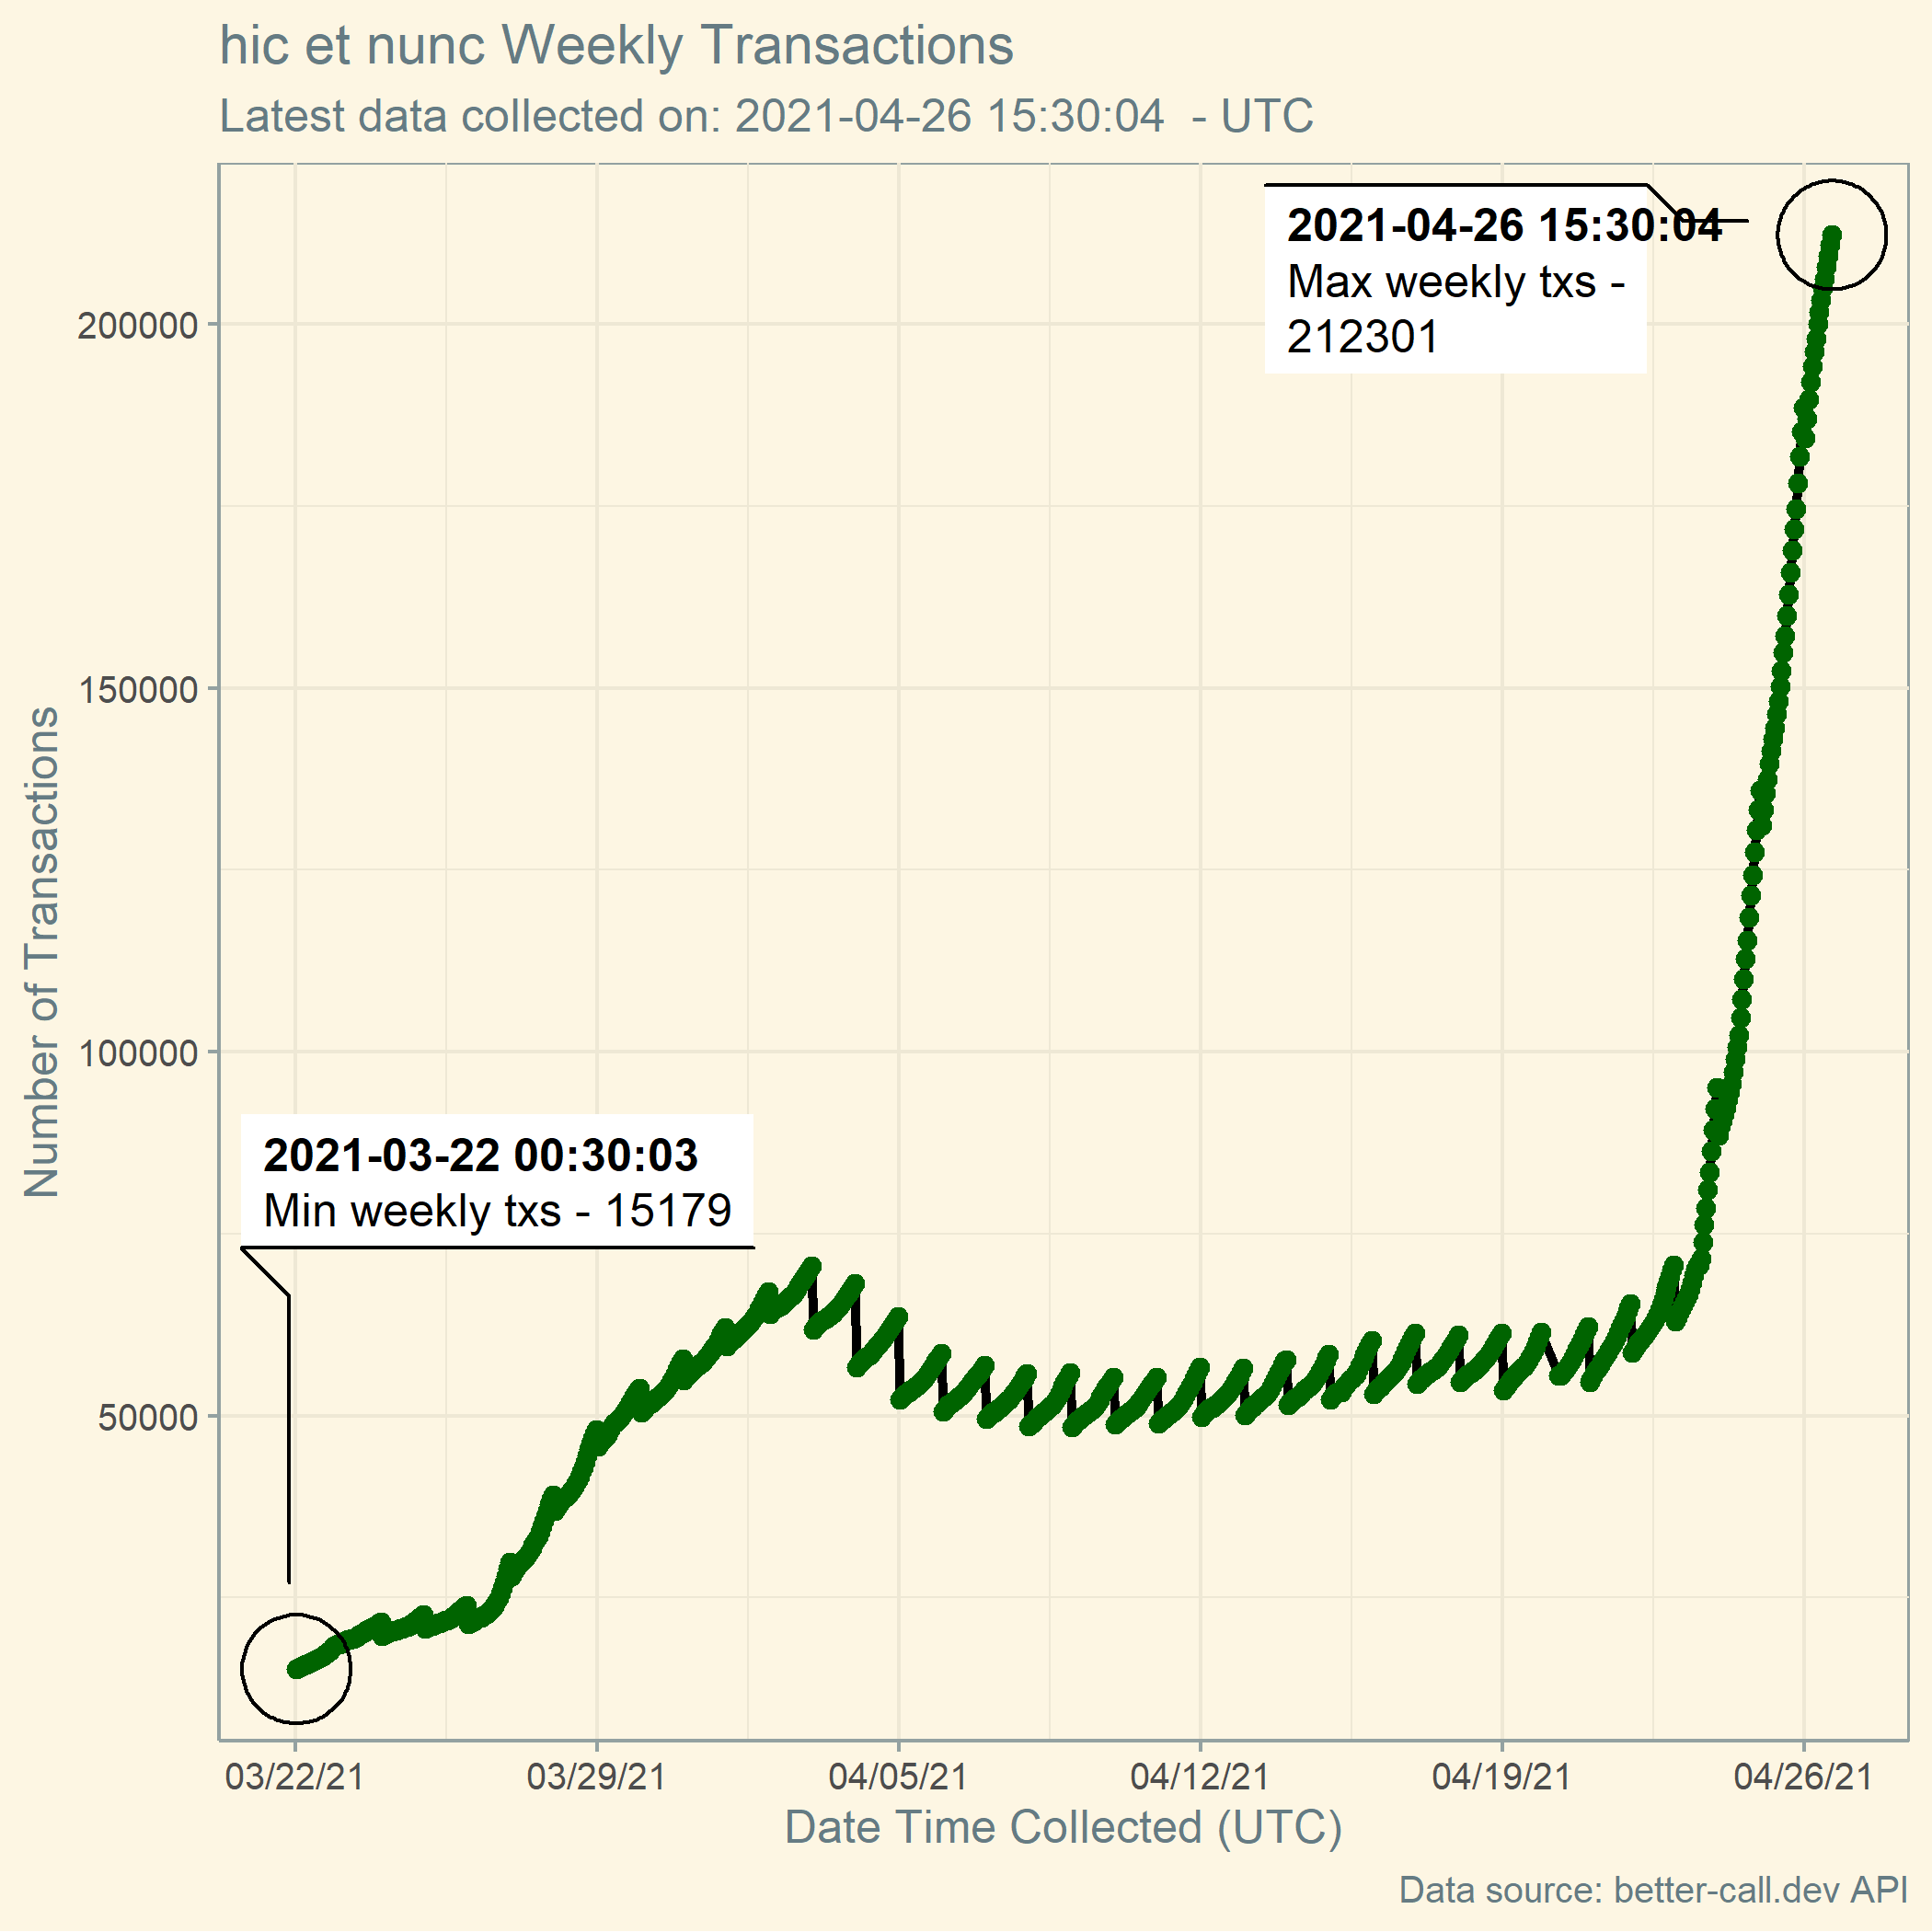 hic et nunc Weekly Transactions
Latest data collected on: 2021-04-26 15:30:04  - UTC
2021-04-26 15:30:04
Max weekly txs -
212301
200000
150000
100000
50000
Number of Transactions
2021-03-22 00:30:03
Min weekly txs - 15179
03/22/21
03/29/21
04/05/21
04/12/21
04/19/21
04/26/21
Date Time Collected (UTC)
Data source: better-call.dev API